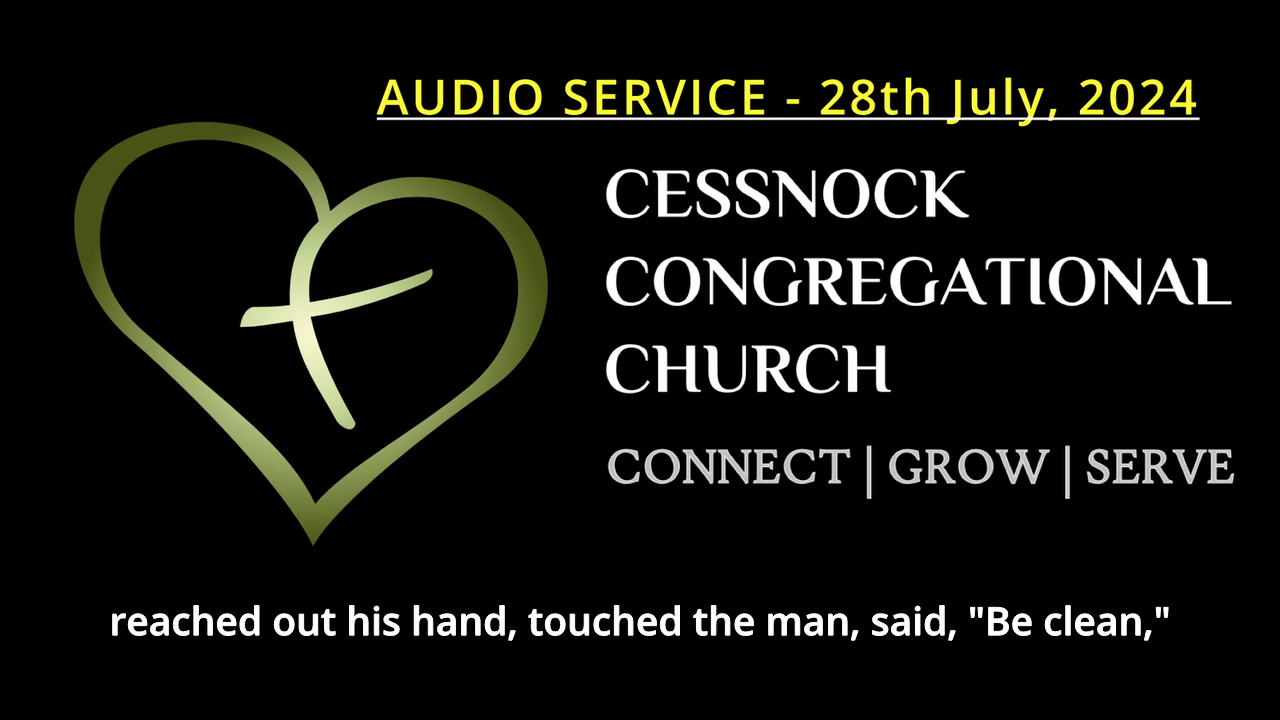 AUDIO SERVICE - 28th July, 2024
CESSNOCK
CONGREGATIONAL
CHURCH
CONNECT | GROW | SERVE
reached out his hand, touched the man, said, "Be clean,"